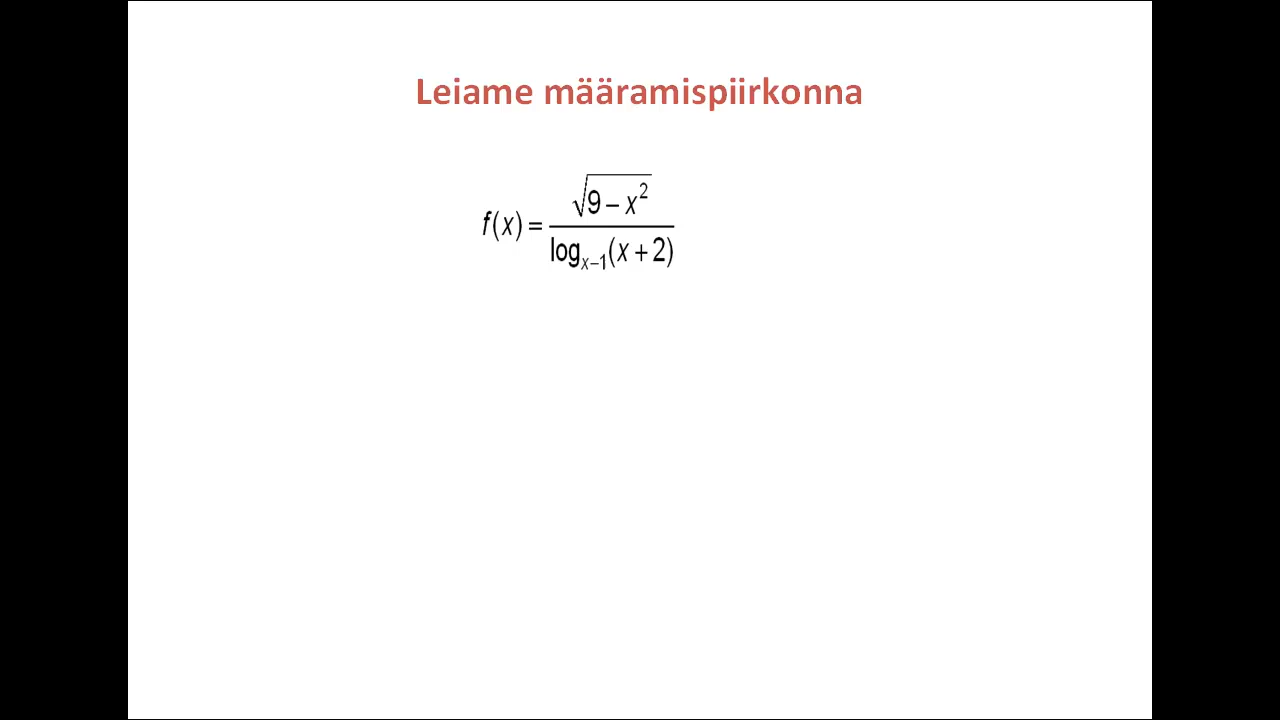 Leiame määramispiirkonna
f(x) = √(9 − x²) / log_{x−1}(x + 2)